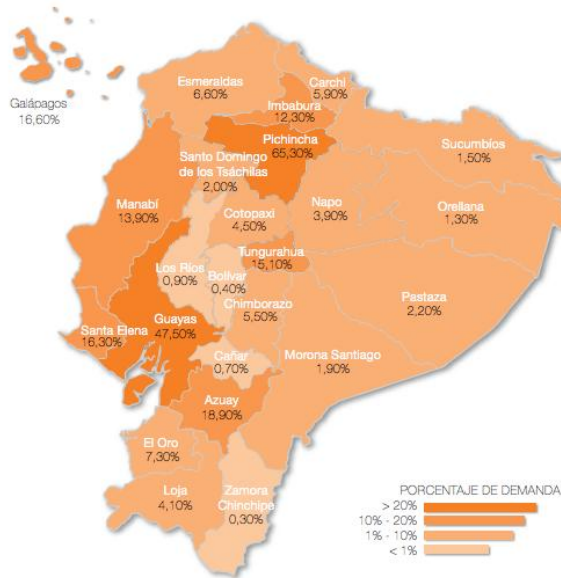 Galápagos
16,60%
Esmeraldas
6,60%
Carchi
5,90%
Imbabura
12,30%
Pichincha
65,30%
Sucumbíos
1,50%
Santo Domingo
de los Tsáchilas
2,00%
Manabí
13,90%
Cotopaxi
4,50%
Napo
3,90%
Orellana
1,30%
Tungurahua
15,10%
Los Ríos
0,90%
Bolívar
0,40%
Pastaza
2,20%
Chimborazo
5,50%
Guayas
47,50%
Santa Elena
16,30%
Cañar
0,70%
Morona Santiago
1,90%
Azuay
18,90%
El Oro
7,30%
Loja
4,10%
Zamora
Chinchipe
0,30%
PORCENTAJE DE DEMANDA
> 20%
10% - 20%
1% - 10%
< 1%